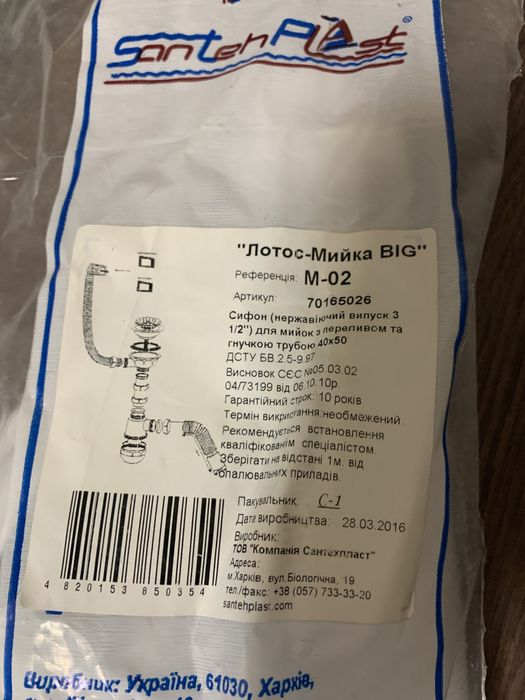 SantehPlAst®
"Лотос-Мийка BIG"
Референція: М-02
Артикул: 70165026
Сифон (нержавіючий випуск 3
1/2") для мийок з переливом та
гнучкою трубою 40х50
ДСТУ БВ.2.5-9.97
Висновок СЄС №05.03.02
04/73199 від 06.10.10р.
Гарантійний строк: 10 років
Термін використання:необмежений.
Рекомендується встановлення
кваліфікованім спеціалістом.
Зберігати на відстані 1м. від
опалювальних приладів.
Пакувальник: С-1
Дата виробництва: 28.03.2016
Виробник:
ТОВ "Компанія Сантехпласт"
Адреса:
м.Харків, вул.Біологічна, 19
тел./факс: +38 (057) 733-33-20
santehplast.com
4 820153 850354
Виробник: Україна, 61030, Харків,